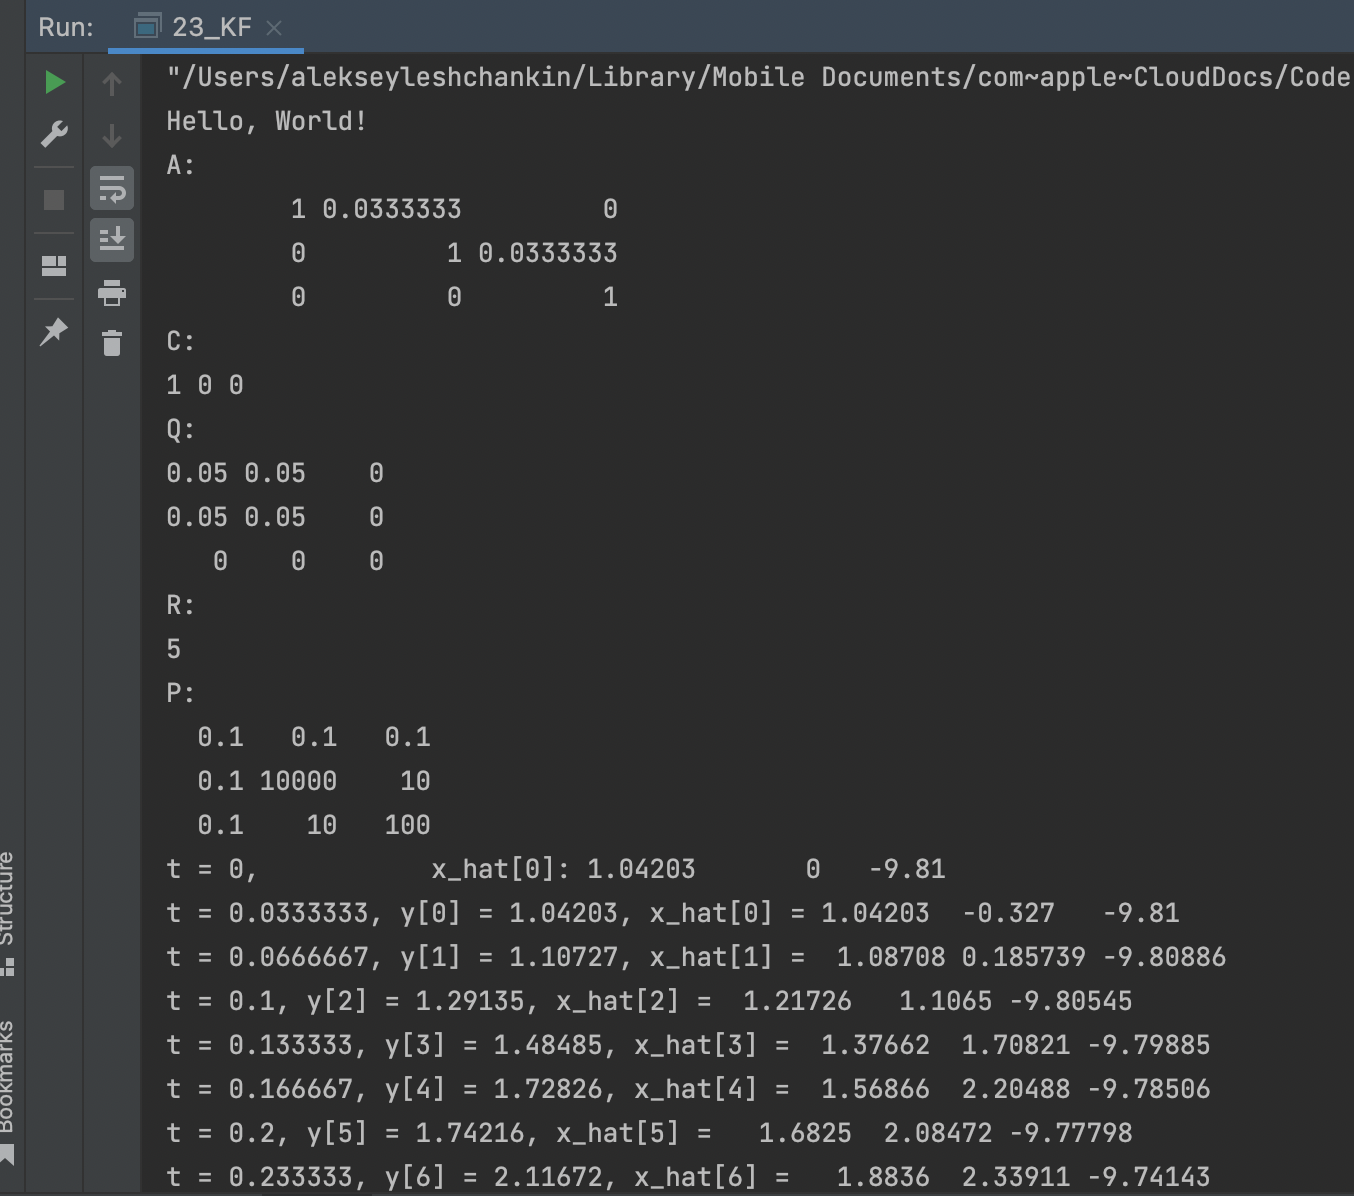 Run: 23_KF
"/Users/alekseyleshchankin/Library/Mobile Documents/com~apple~CloudDocs/Code
Hello, World!
A:
1 0.0333333 0
0 1 0.0333333
0 0 1
C:
1 0 0
Q:
0.05 0.05 0
0.05 0.05 0
0 0 0
R:
5
P:
0.1 0.1 0.1
0.1 10000 10
0.1 10 100
t = 0, x_hat[0]: 1.04203 0 -9.81
t = 0.0333333, y[0] = 1.04203, x_hat[0] = 1.04203 -0.327 -9.81
t = 0.0666667, y[1] = 1.10727, x_hat[1] = 1.08708 0.185739 -9.80886
t = 0.1, y[2] = 1.29135, x_hat[2] = 1.21726 1.1065 -9.80545
t = 0.133333, y[3] = 1.48485, x_hat[3] = 1.37662 1.70821 -9.79885
t = 0.166667, y[4] = 1.72826, x_hat[4] = 1.56866 2.20488 -9.78506
t = 0.2, y[5] = 1.74216, x_hat[5] = 1.6825 2.08472 -9.77798
t = 0.233333, y[6] = 2.11672, x_hat[6] = 1.8836 2.33911 -9.74143
Structure
Bookmarks